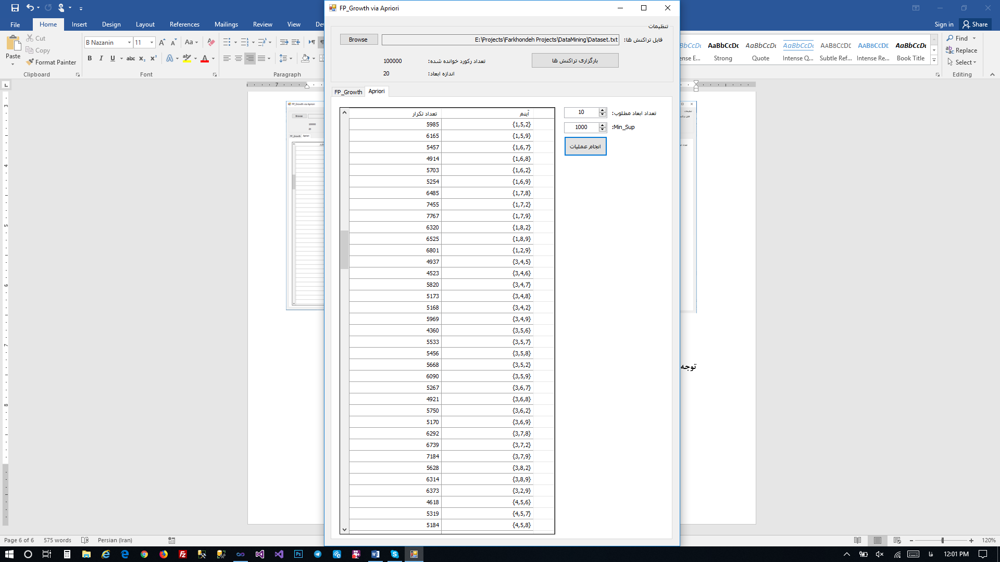 FP_Growth via Apriori
File
Home
Insert
Design
Layout
References
Mailings
Review
View
Sign in
Share
Paste
Cut
Copy
Format Painter
Clipboard
B Nazanin
11
Font
Paragraph
AaBbCcDc
Strong
AaBbCcDc
Quote
AaBbCcDc
Intense Q...
AABBCCDE
Subtle Ref...
AABBCCDE
Intense Re...
AaBbCcDc
Book Title
Find
Replace
Select
Editing
تنظیمات
فایل تراکنش ها:
E:\Projects\Farkhondeh Projects\DataMining\Dataset.txt
Browse
بارگزاری تراکنش ها
تعداد رکورد خوانده شده:
100000
اندازه ابعاد:
20
FP_Growth
Apriori
تعداد ابعاد مطلوب:
10
Min_Sup:
1000
انجام عملیات
آیتم تعداد تکرار
{1,5,2} 5985
{1,5,9} 6165
{1,6,7} 5457
{1,6,8} 4914
{1,6,2} 5703
{1,6,9} 5254
{1,7,8} 6485
{1,7,2} 7455
{1,7,9} 7767
{1,8,2} 6320
{1,8,9} 6525
{1,2,9} 6801
{3,4,5} 4937
{3,4,6} 4523
{3,4,7} 5820
{3,4,8} 5173
{3,4,2} 5168
{3,4,9} 5969
{3,5,6} 4360
{3,5,7} 5533
{3,5,8} 5456
{3,5,2} 5668
{3,5,9} 6090
{3,6,7} 5267
{3,6,8} 4921
{3,6,2} 5750
{3,6,9} 5170
{3,7,8} 6292
{3,7,2} 6739
{3,7,9} 7184
{3,8,2} 5628
{3,8,9} 6314
{3,2,9} 6373
{4,5,6} 4618
{4,5,7} 5319
{4,5,8} 5184
توجه
Page 6 of 6
575 words
Persian (Iran)
120%
فا
12:01 PM